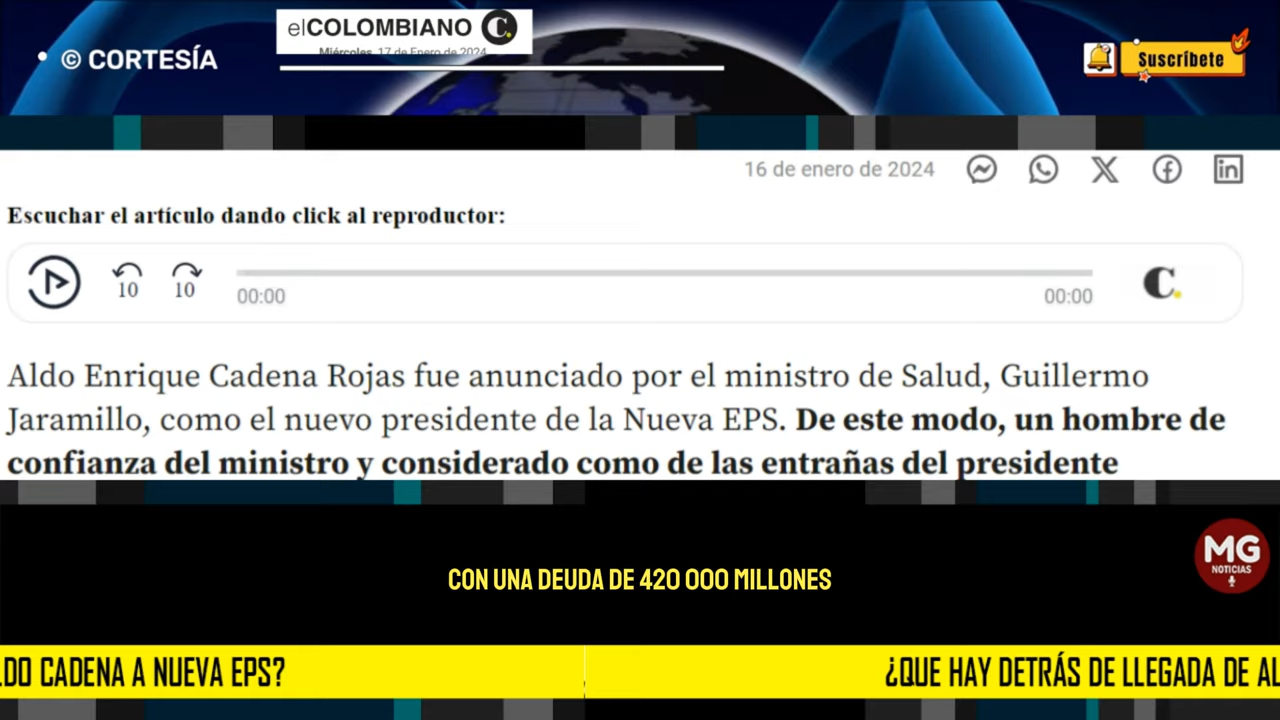 elCOLOMBIANO C.
Miércoles, 17 de Enero de 2024
© CORTESÍA
Suscríbete
16 de enero de 2024
Escuchar el artículo dando click al reproductor:
10
10
00:00
00:00
C.
Aldo Enrique Cadena Rojas fue anunciado por el ministro de Salud, Guillermo
Jaramillo, como el nuevo presidente de la Nueva EPS. De este modo, un hombre de
confianza del ministro y considerado como de las entrañas del presidente
MG
NOTICIAS
CON UNA DEUDA DE 420 000 MILLONES
LDO CADENA A NUEVA EPS?
¿QUE HAY DETRÁS DE LLEGADA DE AL